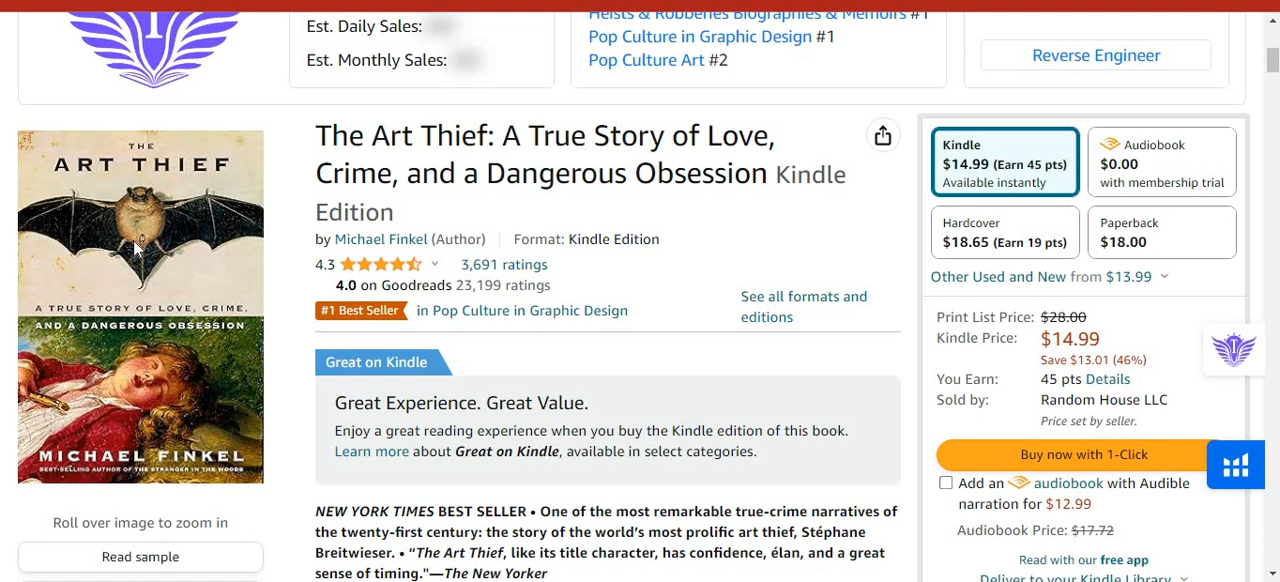 Heists & Robberies Biographies & Memoirs #1
Est. Daily Sales:
Pop Culture in Graphic Design #1
Est. Monthly Sales:
Pop Culture Art #2
Reverse Engineer
THE
ART THIEF
A TRUE STORY OF LOVE, CRIME,
AND A DANGEROUS OBSESSION
MICHAEL FINKEL
BEST-SELLING AUTHOR OF THE STRANGER IN THE WOODS
Roll over image to zoom in
Read sample
The Art Thief: A True Story of Love,
Crime, and a Dangerous Obsession Kindle
Edition
by Michael Finkel (Author) Format: Kindle Edition
4.3 3,691 ratings
4.0 on Goodreads 23,199 ratings
#1 Best Seller in Pop Culture in Graphic Design
See all formats and
editions
Great on Kindle
Great Experience. Great Value.
Enjoy a great reading experience when you buy the Kindle edition of this book.
Learn more about Great on Kindle, available in select categories.
NEW YORK TIMES BEST SELLER • One of the most remarkable true-crime narratives of
the twenty-first century: the story of the world's most prolific art thief, Stéphane
Breitwieser. • “The Art Thief, like its title character, has confidence, élan, and a great
sense of timing."—The New Yorker
Kindle
$14.99 (Earn 45 pts)
Available instantly
Audiobook
$0.00
with membership trial
Hardcover
$18.65 (Earn 19 pts)
Paperback
$18.00
Other Used and New from $13.99
Print List Price: $28.00
Kindle Price: $14.99
Save $13.01 (46%)
You Earn: 45 pts Details
Sold by: Random House LLC
Price set by seller.
Buy now with 1-Click
Add an audiobook with Audible
narration for $12.99
Audiobook Price: $17.72
Read with our free app
Deliver to your Kindle Library